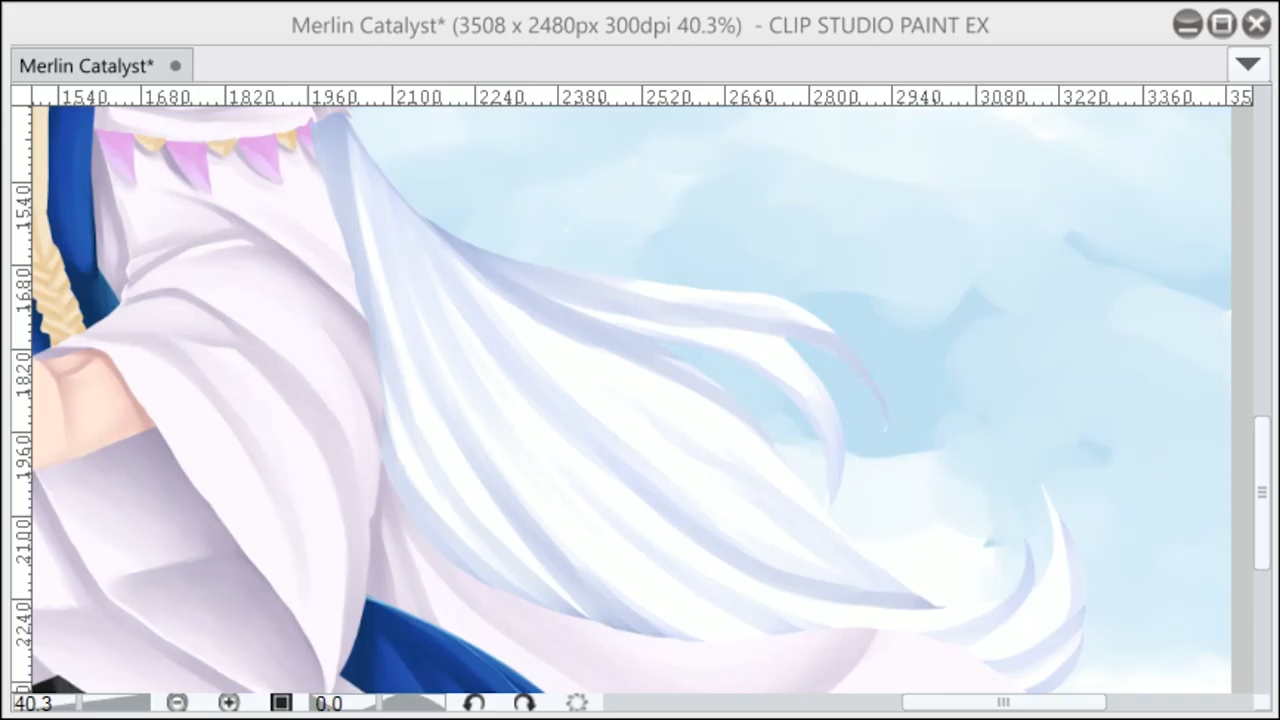 Merlin Catalyst* (3508 x 2480px 300dpi 40.3%)  - CLIP STUDIO PAINT EX
Merlin Catalyst*
1540 1680 1820 1960 2100 2240 2380 2520 2660 2800 2940 3080 3220 3360 35
1540
1680
1820
1960
2100
2240
40.3 0.0